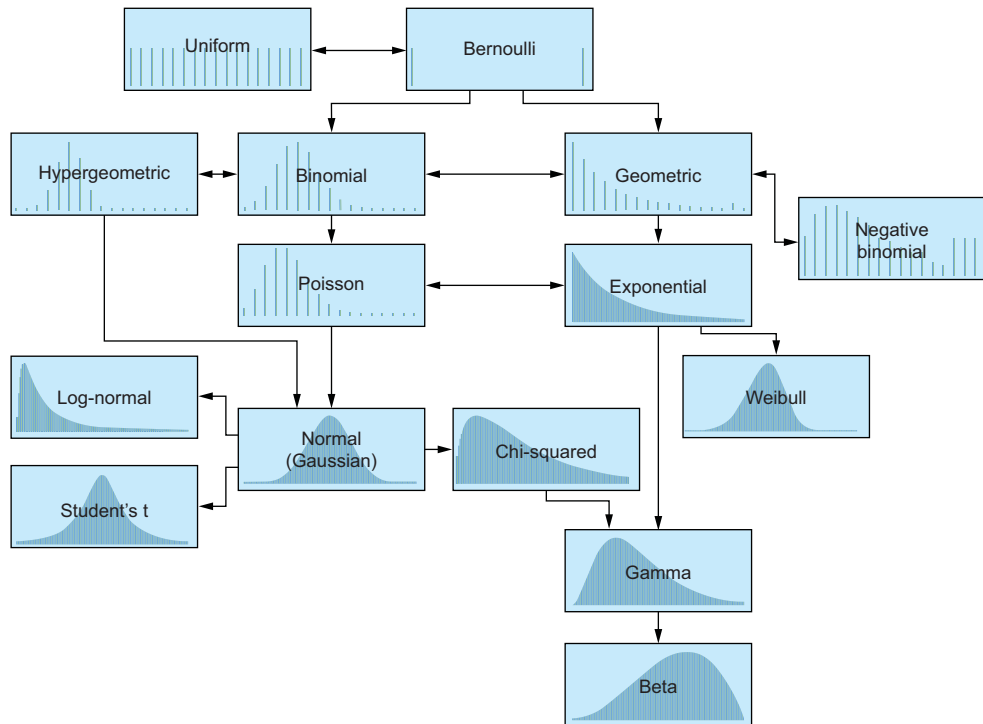 Uniform
Bernoulli
Hypergeometric
Binomial
Geometric
Negative
binomial
Poisson
Exponential
Log-normal
Normal
(Gaussian)
Chi-squared
Weibull
Student's t
Gamma
Beta